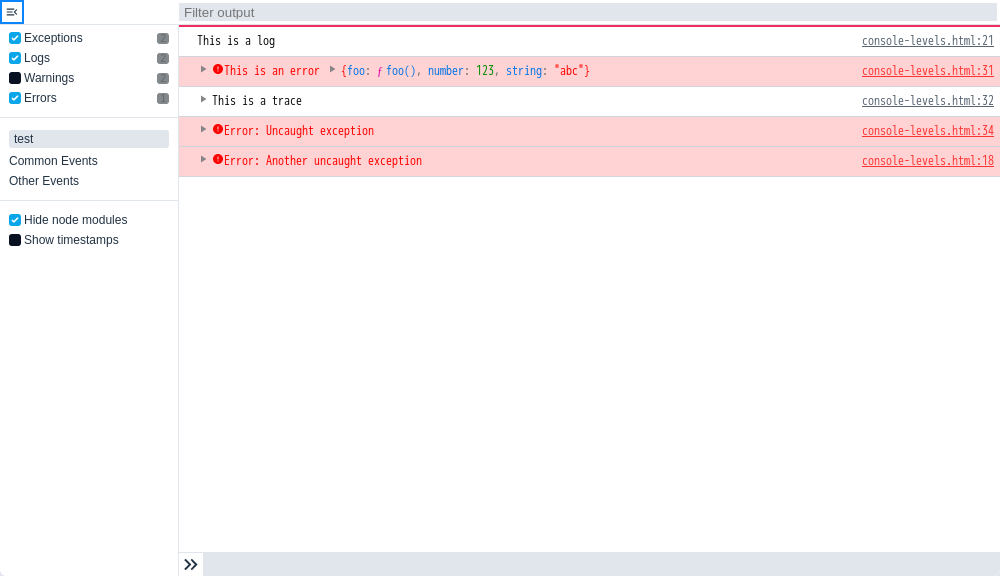 Filter output
Exceptions 2
Logs 2
Warnings 2
Errors 1
test
Common Events
Other Events
Hide node modules
Show timestamps
This is a log console-levels.html:21
This is an error {foo: ƒ foo(), number: 123, string: "abc"} console-levels.html:31
This is a trace console-levels.html:32
Error: Uncaught exception console-levels.html:34
Error: Another uncaught exception console-levels.html:18